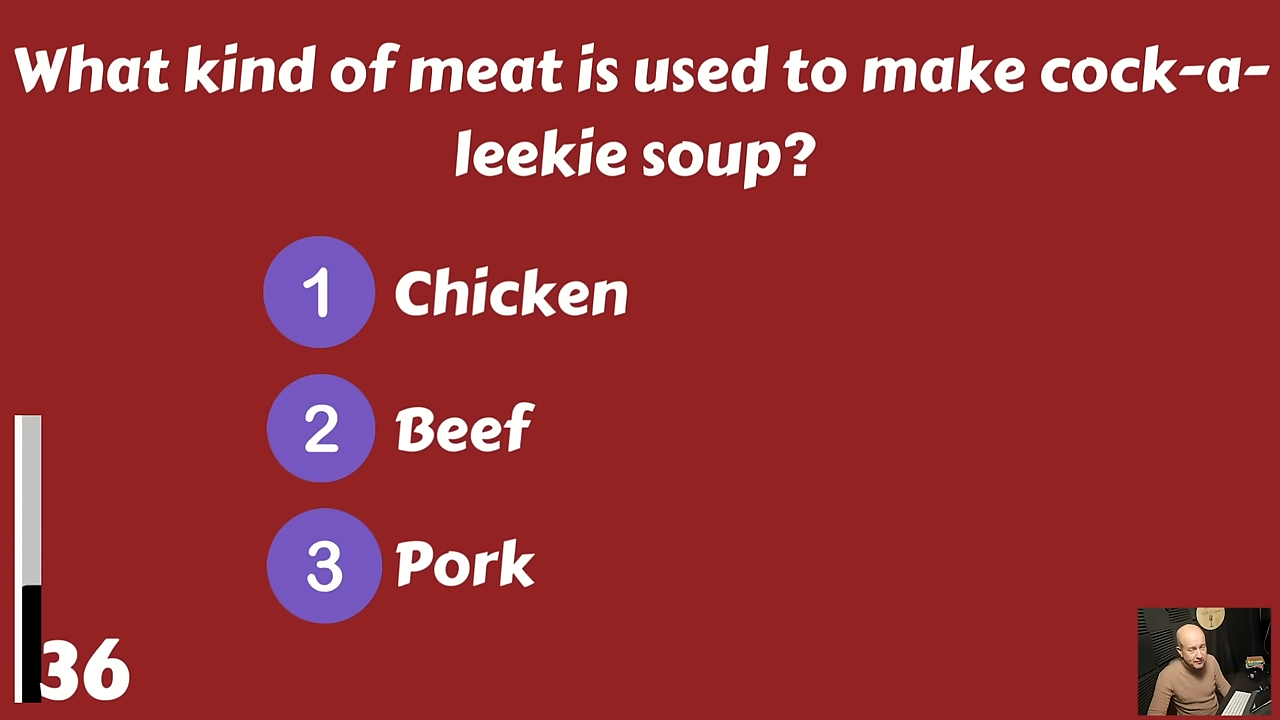 What kind of meat is used to make cock-a-
leekie soup?
1 Chicken
2 Beef
3 Pork
36